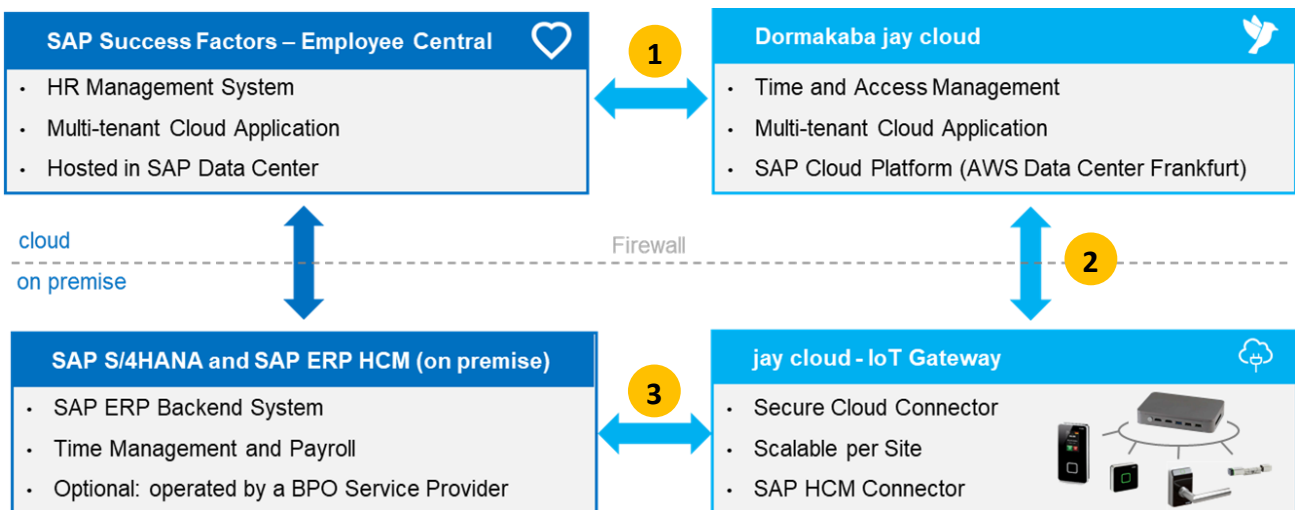 SAP Success Factors – Employee Central
• HR Management System
• Multi-tenant Cloud Application
• Hosted in SAP Data Center
1
Dormakaba jay cloud
• Time and Access Management
• Multi-tenant Cloud Application
• SAP Cloud Platform (AWS Data Center Frankfurt)
cloud
Firewall
on premise
2
SAP S/4HANA and SAP ERP HCM (on premise)
• SAP ERP Backend System
• Time Management and Payroll
• Optional: operated by a BPO Service Provider
3
jay cloud - IoT Gateway
• Secure Cloud Connector
• Scalable per Site
• SAP HCM Connector